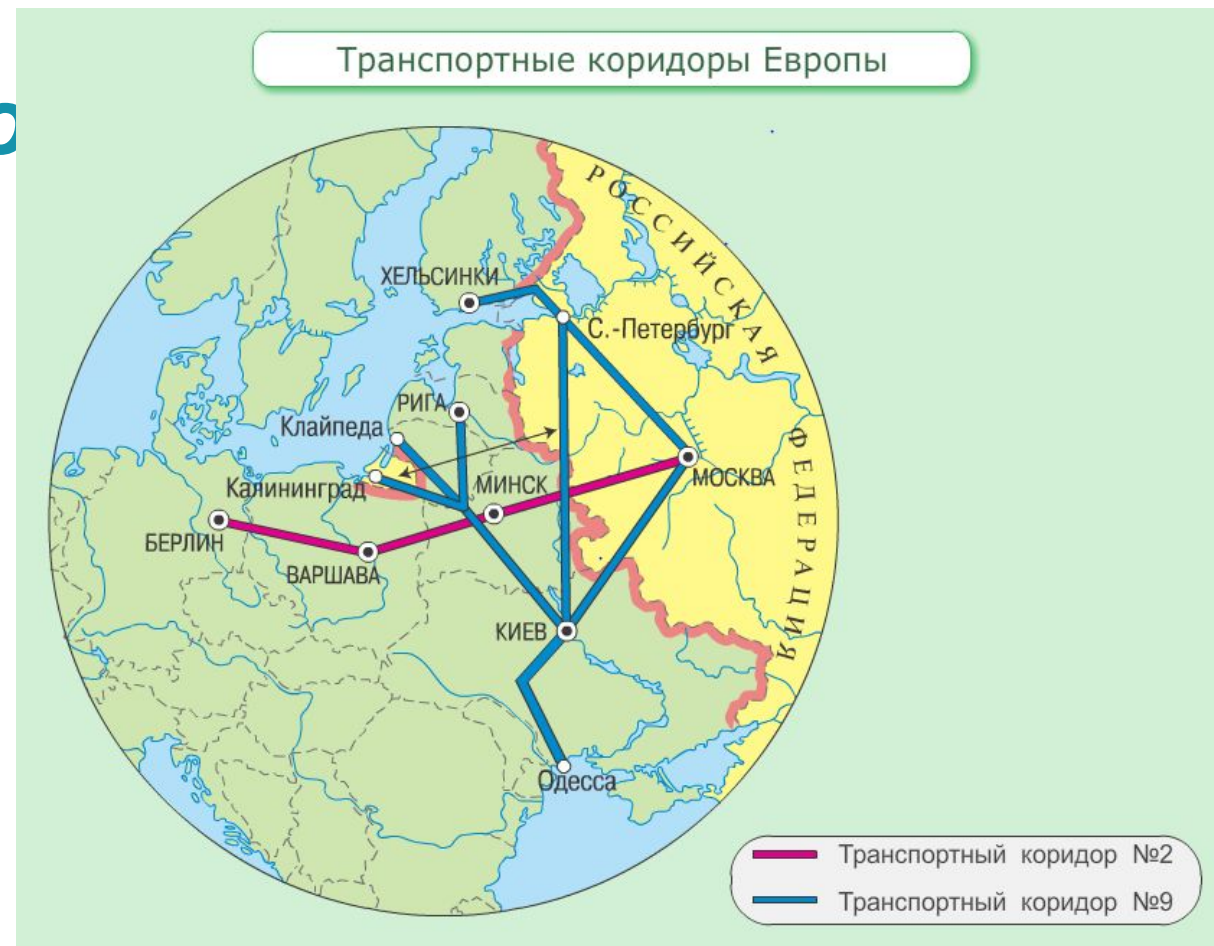 Транспортные коридоры Европы
РОССИЙСКАЯ
ФЕДЕРАЦИЯ
ХЕЛЬСИНКИ
С.-Петербург
РИГА
Клайпеда
Калининград
МИНСК
МОСКВА
БЕРЛИН
ВАРШАВА
КИЕВ
Одесса
Транспортный коридор №2
Транспортный коридор №9